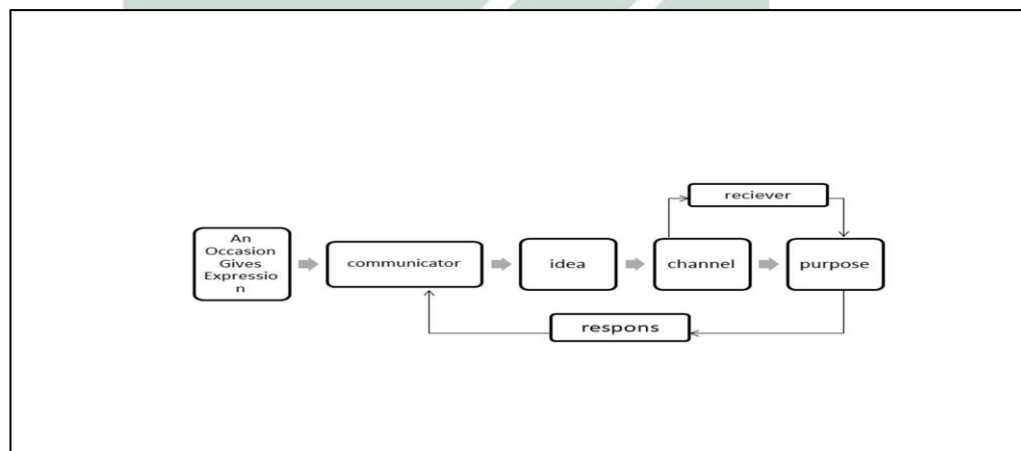 reciever
An
Occasion
Gives
Expressio
n
communicator
idea
channel
purpose
respons